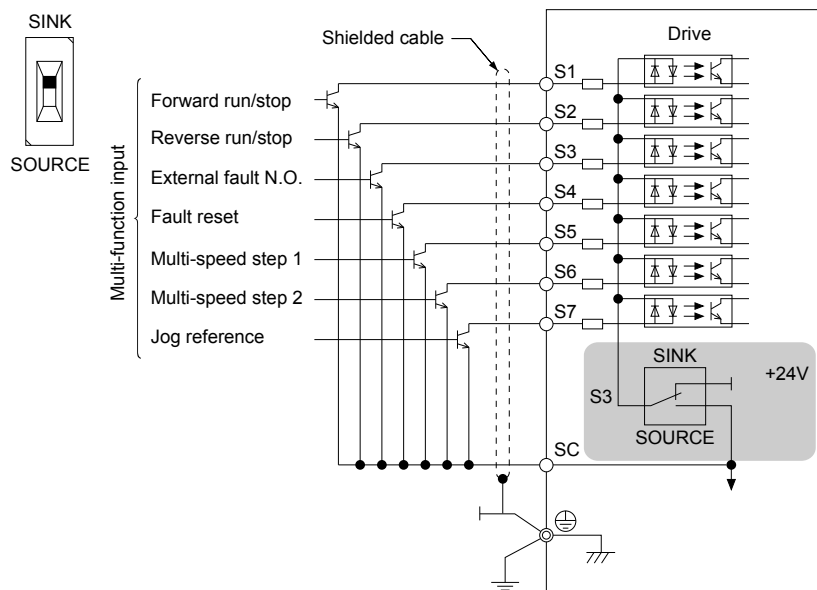 SINK
SOURCE
Multi-function input
Forward run/stop
Reverse run/stop
External fault N.O.
Fault reset
Multi-speed step 1
Multi-speed step 2
Jog reference
Shielded cable
Drive
S1
S2
S3
S4
S5
S6
S7
SINK
+24V
S3
SOURCE
SC